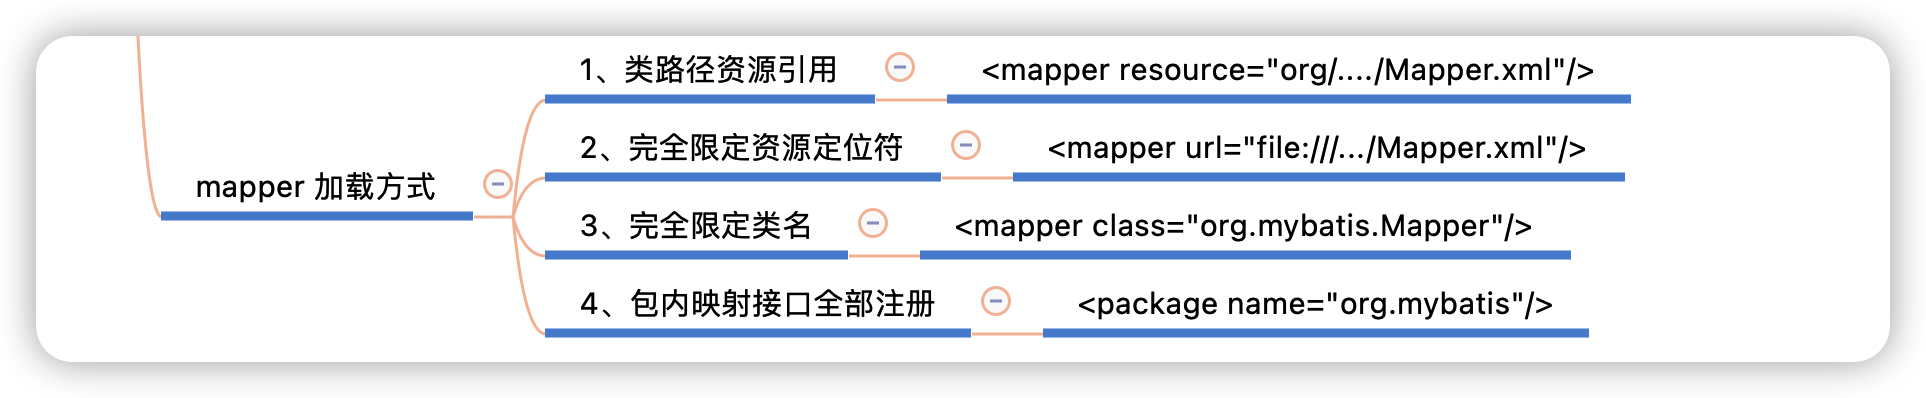 1、类路径资源引用
<mapper resource="org/..../Mapper.xml"/>
2、完全限定资源定位符
<mapper url="file:///.../Mapper.xml"/>
mapper 加载方式
3、完全限定类名
<mapper class="org.mybatis.Mapper"/>
4、包内映射接口全部注册
<package name="org.mybatis"/>